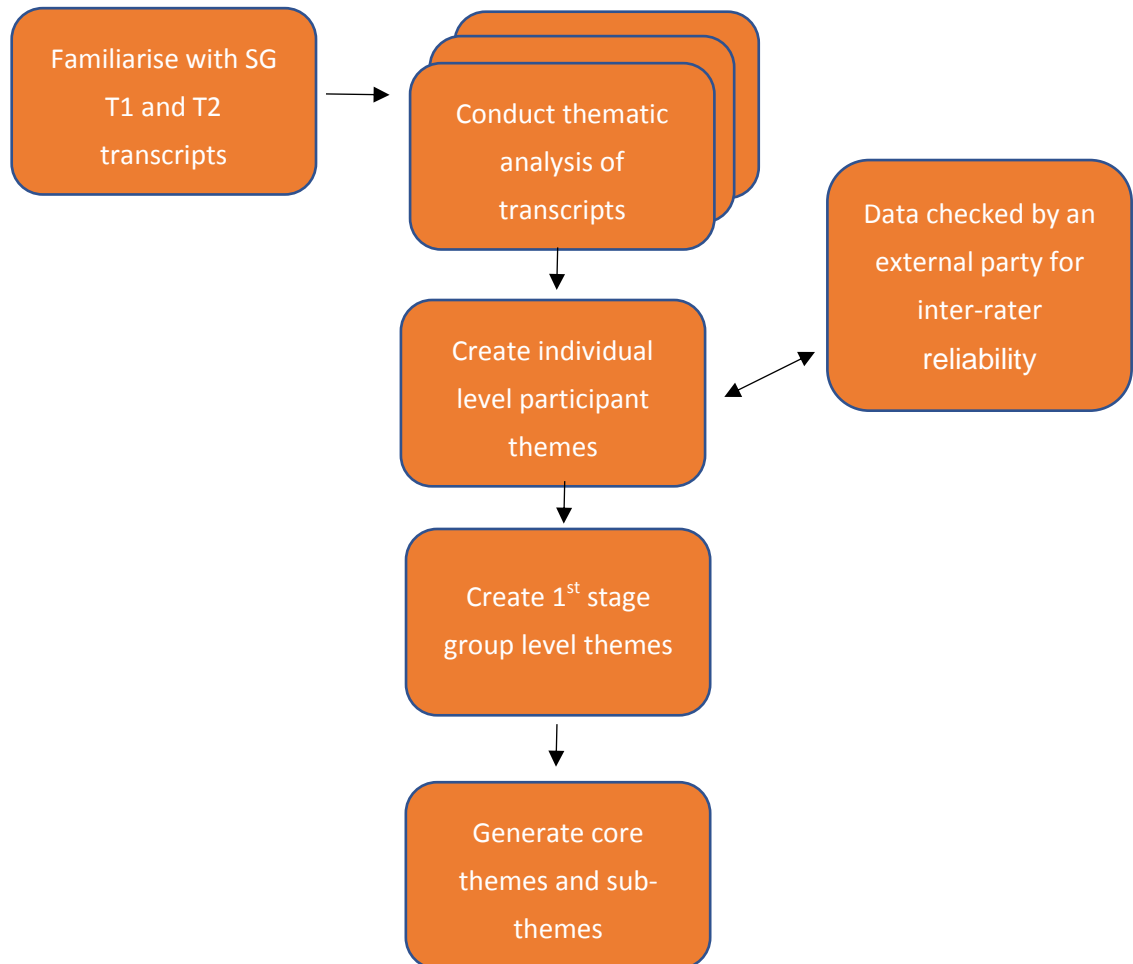 Familiarise with SG
T1 and T2
transcripts
Conduct thematic
analysis of
transcripts
Data checked by an
external party for
inter-rater
reliability
Create individual
level participant
themes
Create 1st stage
group level themes
Generate core
themes and sub-
themes